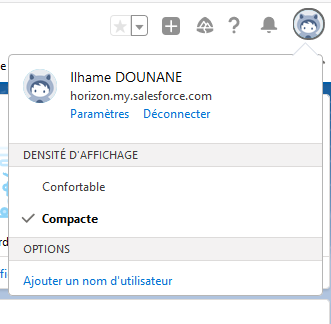 Ilhame DOUNANE
horizon.my.salesforce.com
Paramètres Déconnecter
DENSITÉ D'AFFICHAGE
Confortable
Compacte
OPTIONS
Ajouter un nom d'utilisateur